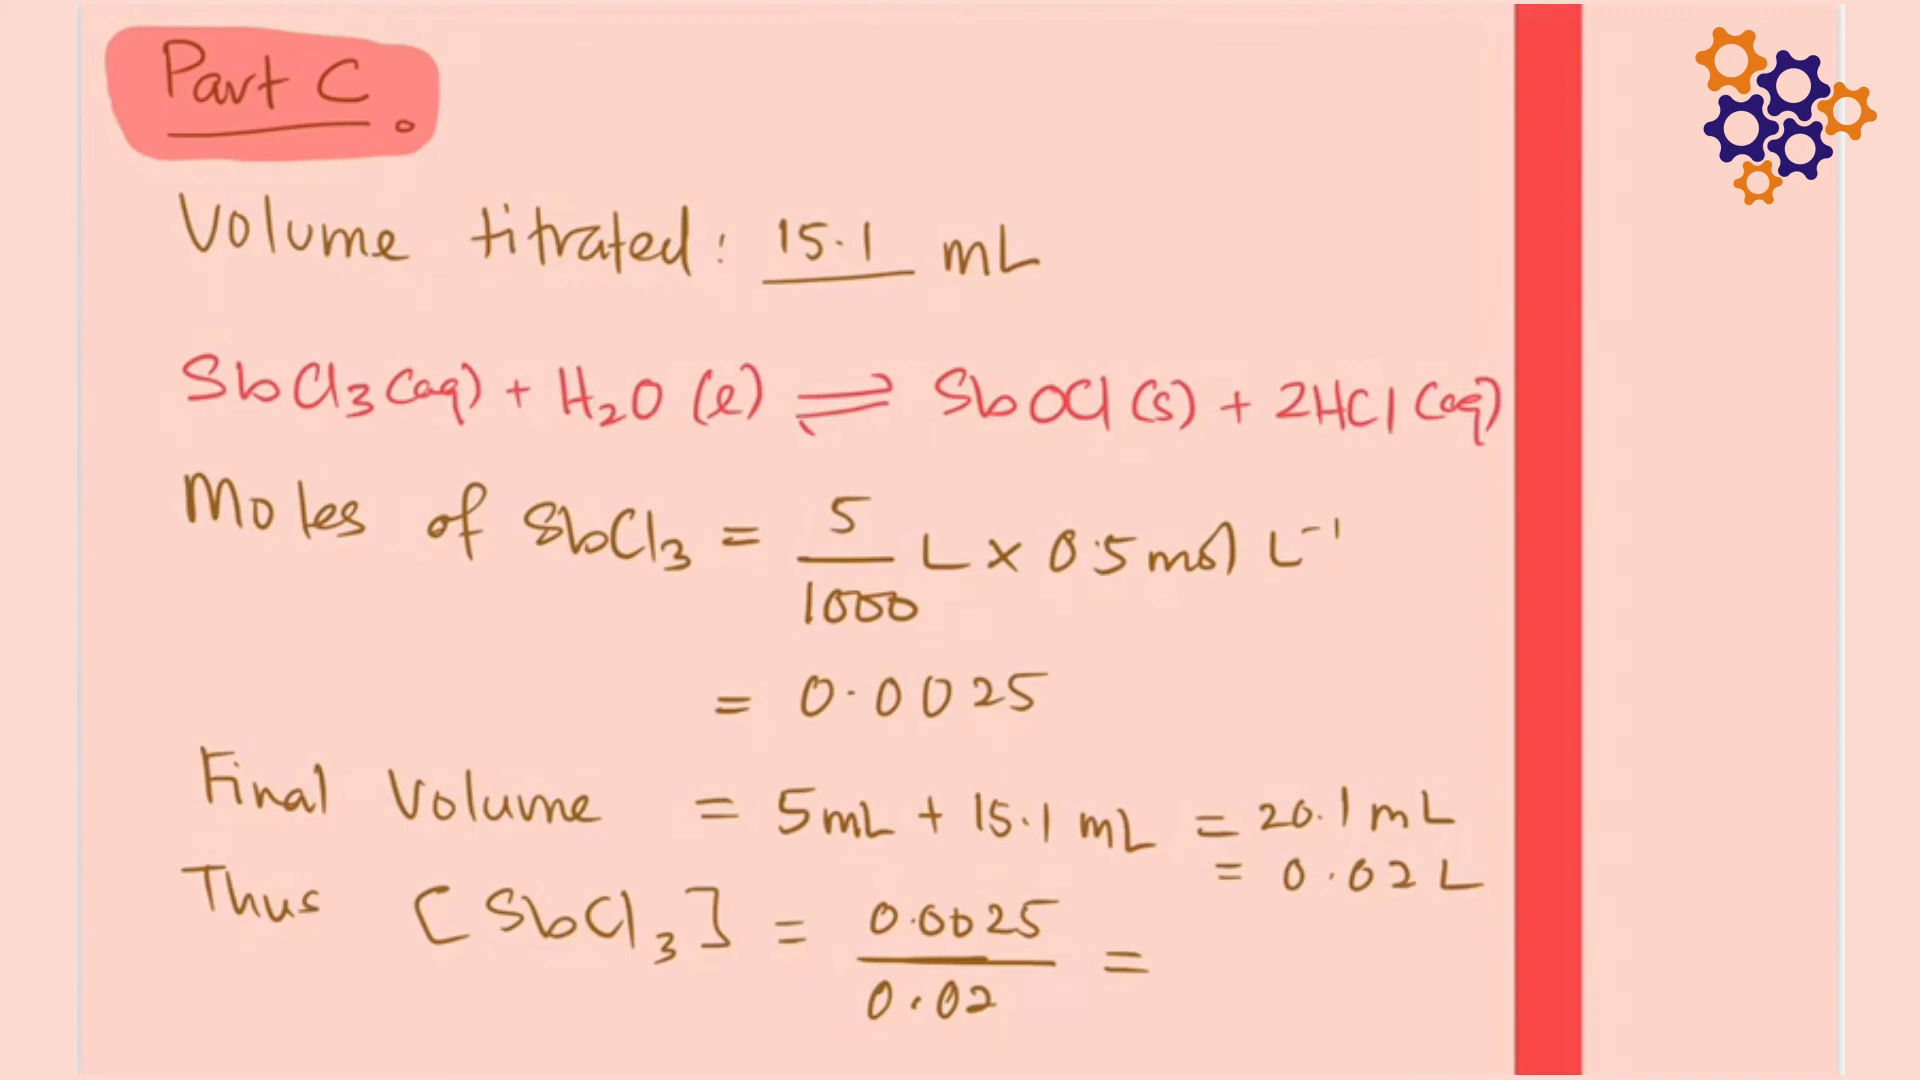 Part C.
Volume titrated: 15.1 mL
SbCl₃(aq) + H₂O (l) ⇌ SbOCl (s) + 2HCl (aq)
Moles of SbCl₃ = 5/1000 L × 0.5 mol L⁻¹
= 0.0025
Final Volume = 5 mL + 15.1 mL = 20.1 mL
= 0.02 L
Thus [SbCl₃] = 0.0025/0.02 =